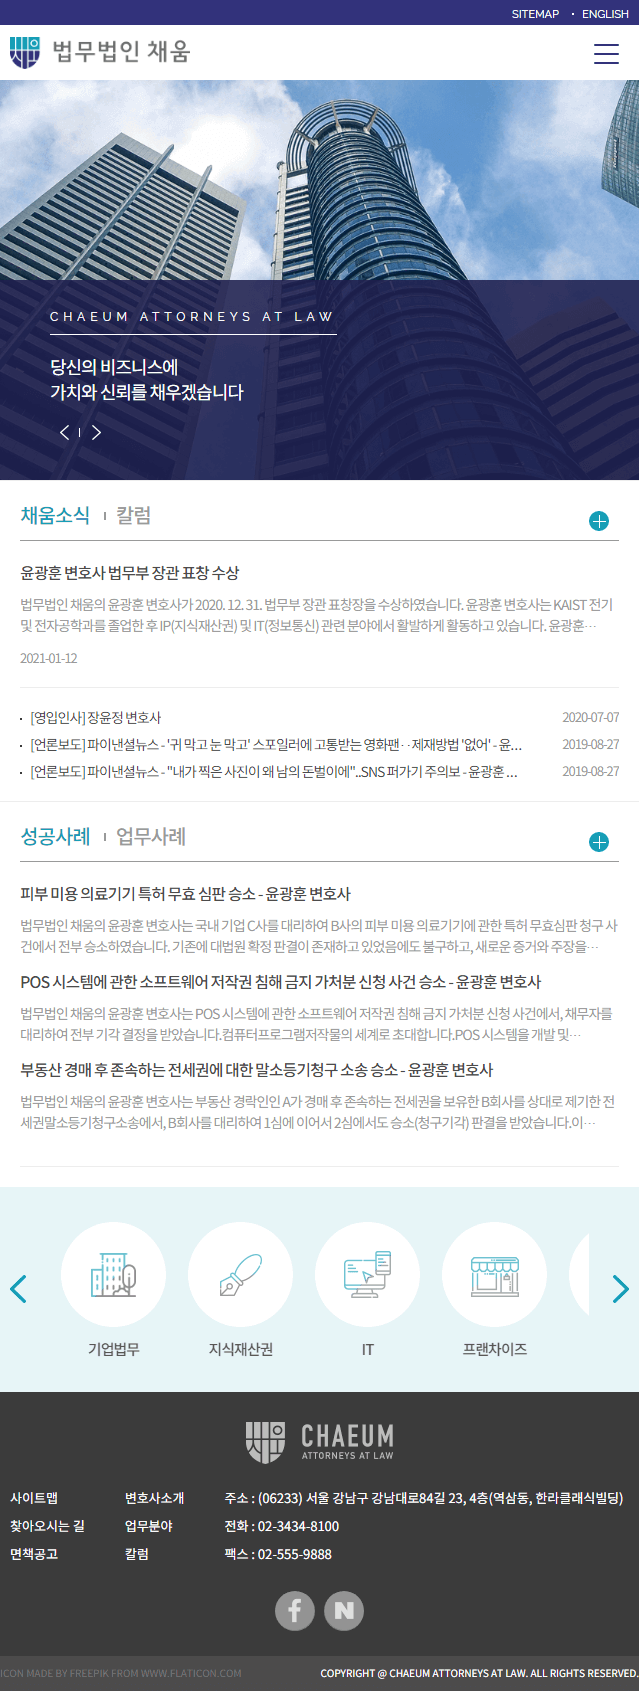 SITEMAP · ENGLISH
법무법인 채움
CHAEUM ATTORNEYS AT LAW
당신의 비즈니스에
가치와 신뢰를 채우겠습니다
채움소식 칼럼
윤광훈 변호사 법무부 장관 표창 수상
법무법인 채움의 윤광훈 변호사가 2020. 12. 31. 법무부 장관 표창장을 수상하였습니다. 윤광훈 변호사는 KAIST 전기
및 전자공학과를 졸업한 후 IP(지식재산권) 및 IT(정보통신) 관련 분야에서 활발하게 활동하고 있습니다. 윤광훈…
2021-01-12
· [영입인사] 장윤정 변호사 2020-07-07
· [언론보도] 파이낸셜뉴스 - '귀 막고 눈 막고' 스포일러에 고통받는 영화팬‥제재방법 '없어' - 윤... 2019-08-27
· [언론보도] 파이낸셜뉴스 - "내가 찍은 사진이 왜 남의 돈벌이에"..SNS 퍼가기 주의보 - 윤광훈 ... 2019-08-27
성공사례 업무사례
피부 미용 의료기기 특허 무효 심판 승소 - 윤광훈 변호사
법무법인 채움의 윤광훈 변호사는 국내 기업 C사를 대리하여 B사의 피부 미용 의료기기에 관한 특허 무효심판 청구 사
건에서 전부 승소하였습니다. 기존에 대법원 확정 판결이 존재하고 있었음에도 불구하고, 새로운 증거와 주장을…
POS 시스템에 관한 소프트웨어 저작권 침해 금지 가처분 신청 사건 승소 - 윤광훈 변호사
법무법인 채움의 윤광훈 변호사는 POS 시스템에 관한 소프트웨어 저작권 침해 금지 가처분 신청 사건에서, 채무자를
대리하여 전부 기각 결정을 받았습니다.컴퓨터프로그램저작물의 세계로 초대합니다.POS 시스템을 개발 및…
부동산 경매 후 존속하는 전세권에 대한 말소등기청구 소송 승소 - 윤광훈 변호사
법무법인 채움의 윤광훈 변호사는 부동산 경락인인 A가 경매 후 존속하는 전세권을 보유한 B회사를 상대로 제기한 전
세권말소등기청구소송에서, B회사를 대리하여 1심에 이어서 2심에서도 승소(청구기각) 판결을 받았습니다.이…
기업법무 지식재산권 IT 프랜차이즈
CHAEUM
ATTORNEYS AT LAW
사이트맵 변호사소개 주소 : (06233) 서울 강남구 강남대로84길 23, 4층(역삼동, 한라클래식빌딩)
찾아오시는 길 업무분야 전화 : 02-3434-8100
면책공고 칼럼 팩스 : 02-555-9888
f N
ICON MADE BY FREEPIK FROM WWW.FLATICON.COM COPYRIGHT @ CHAEUM ATTORNEYS AT LAW. ALL RIGHTS RESERVED.